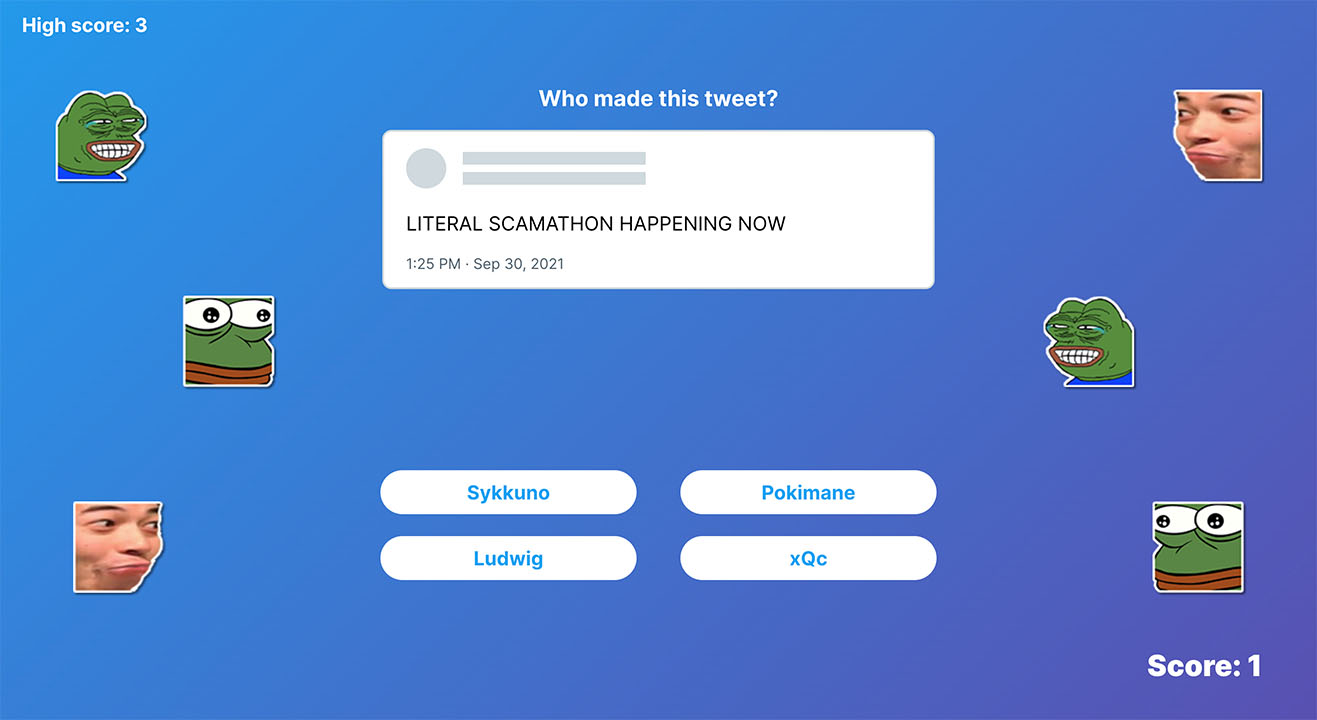 High score: 3
Who made this tweet?
LITERAL SCAMATHON HAPPENING NOW
1:25 PM · Sep 30, 2021
Sykkuno
Pokimane
Ludwig
xQc
Score: 1